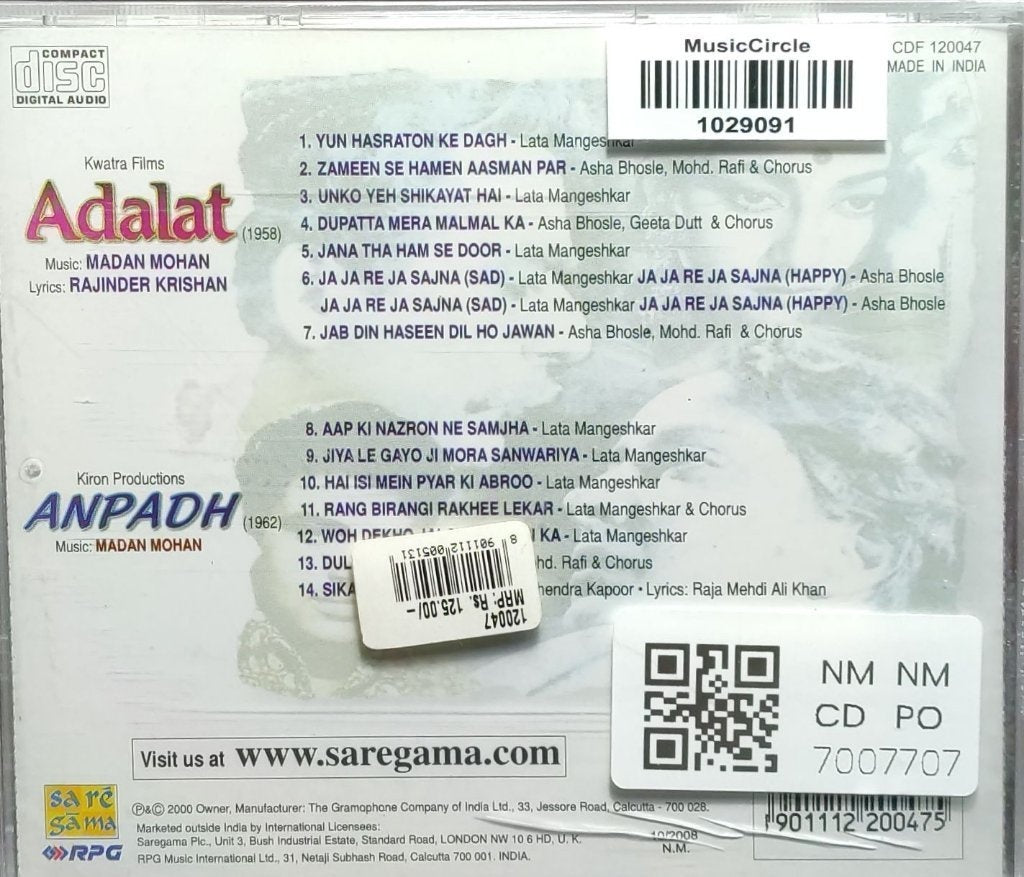 COMPACT
disc
DIGITAL AUDIO
MusicCircle
1029091
CDF 120047
MADE IN INDIA
Kwatra Films
Adalat (1958)
Music: MADAN MOHAN
Lyrics: RAJINDER KRISHAN
1. YUN HASRATON KE DAGH - Lata Mangeshkar
2. ZAMEEN SE HAMEN AASMAN PAR - Asha Bhosle, Mohd. Rafi & Chorus
3. UNKO YEH SHIKAYAT HAI - Lata Mangeshkar
4. DUPATTA MERA MALMAL KA - Asha Bhosle, Geeta Dutt & Chorus
5. JANA THA HAM SE DOOR - Lata Mangeshkar
6. JA JA RE JA SAJNA (SAD) - Lata Mangeshkar JA JA RE JA SAJNA (HAPPY) - Asha Bhosle
JA JA RE JA SAJNA (SAD) - Lata Mangeshkar JA JA RE JA SAJNA (HAPPY) - Asha Bhosle
7. JAB DIN HASEEN DIL HO JAWAN - Asha Bhosle, Mohd. Rafi & Chorus
Kiron Productions
ANPADH (1962)
Music: MADAN MOHAN
8. AAP KI NAZRON NE SAMJHA - Lata Mangeshkar
9. JIYA LE GAYO JI MORA SANWARIYA - Lata Mangeshkar
10. HAI ISI MEIN PYAR KI ABROO - Lata Mangeshkar
11. RANG BIRANGI RAKHEE LEKAR - Lata Mangeshkar & Chorus
12. WOH DEKHO KA - Lata Mangeshkar
13. DUL hd. Rafi & Chorus
14. SIKA hendra Kapoor • Lyrics: Raja Mehdi Ali Khan
120047
MRP: Rs. 125.00/-
8 901112 005131
NM NM
CD PO
7007707
Visit us at www.saregama.com
sa rē
gā ma
RPG
℗&© 2000 Owner, Manufacturer: The Gramophone Company of India Ltd., 33, Jessore Road, Calcutta - 700 028.
Marketed outside India by International Licensees:
Saregama Plc., Unit 3, Bush Industrial Estate, Standard Road, LONDON NW 10 6 HD, U. K.
RPG Music International Ltd., 31, Netaji Subhash Road, Calcutta 700 001. INDIA.
10/2008
N.M.
901112 200475